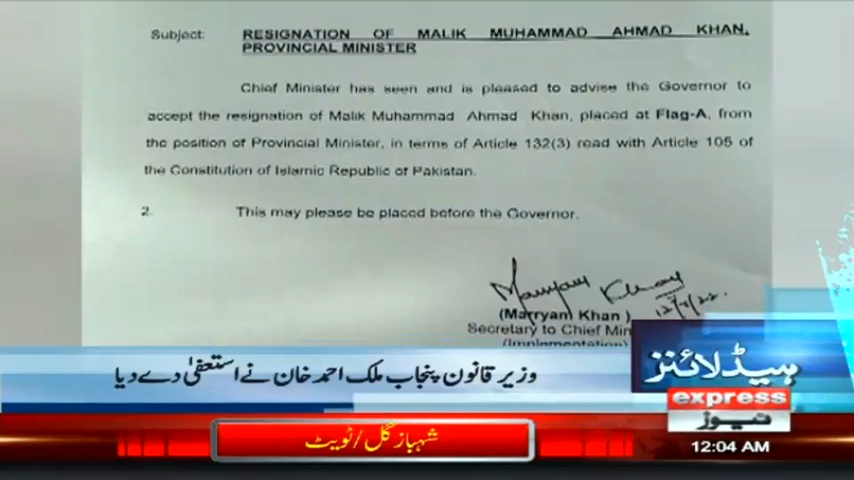 Subject: RESIGNATION OF MALIK MUHAMMAD AHMAD KHAN,
PROVINCIAL MINISTER
Chief Minister has seen and is pleased to advise the Governor to
accept the resignation of Malik Muhammad Ahmad Khan, placed at Flag-A, from
the position of Provincial Minister, in terms of Article 132(3) read with Article 105 of
the Constitution of Islamic Republic of Pakistan.
2. This may please be placed before the Governor.
Marryam Khan
(Marryam Khan )
Secretary to Chief Min
(Implementation)
وزیر قانون پنجاب ملک احمد خان نے استعفیٰ دے دیا
ہیڈلائنز
express
نیوز
شہباز گل/ٹویٹ
12:04 AM